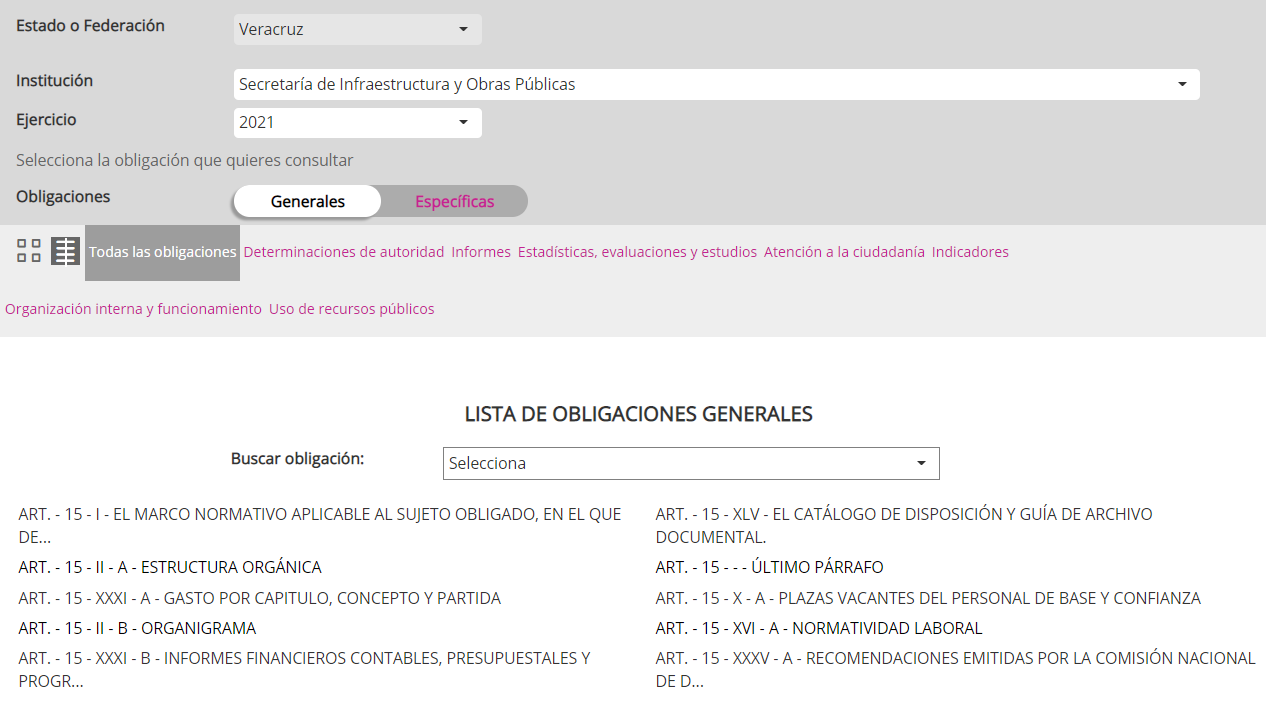 Estado o Federación
Veracruz
Institución
Secretaría de Infraestructura y Obras Públicas
Ejercicio
2021
Selecciona la obligación que quieres consultar
Obligaciones
Generales Específicas
Todas las obligaciones Determinaciones de autoridad Informes Estadísticas, evaluaciones y estudios Atención a la ciudadanía Indicadores
Organización interna y funcionamiento Uso de recursos públicos
LISTA DE OBLIGACIONES GENERALES
Buscar obligación:
Selecciona
ART. - 15 - I - EL MARCO NORMATIVO APLICABLE AL SUJETO OBLIGADO, EN EL QUE
DE...
ART. - 15 - II - A - ESTRUCTURA ORGÁNICA
ART. - 15 - XXXI - A - GASTO POR CAPITULO, CONCEPTO Y PARTIDA
ART. - 15 - II - B - ORGANIGRAMA
ART. - 15 - XXXI - B - INFORMES FINANCIEROS CONTABLES, PRESUPUESTALES Y
PROGR...
ART. - 15 - XLV - EL CATÁLOGO DE DISPOSICIÓN Y GUÍA DE ARCHIVO
DOCUMENTAL.
ART. - 15 - - - ÚLTIMO PÁRRAFO
ART. - 15 - X - A - PLAZAS VACANTES DEL PERSONAL DE BASE Y CONFIANZA
ART. - 15 - XVI - A - NORMATIVIDAD LABORAL
ART. - 15 - XXXV - A - RECOMENDACIONES EMITIDAS POR LA COMISIÓN NACIONAL
DE D...